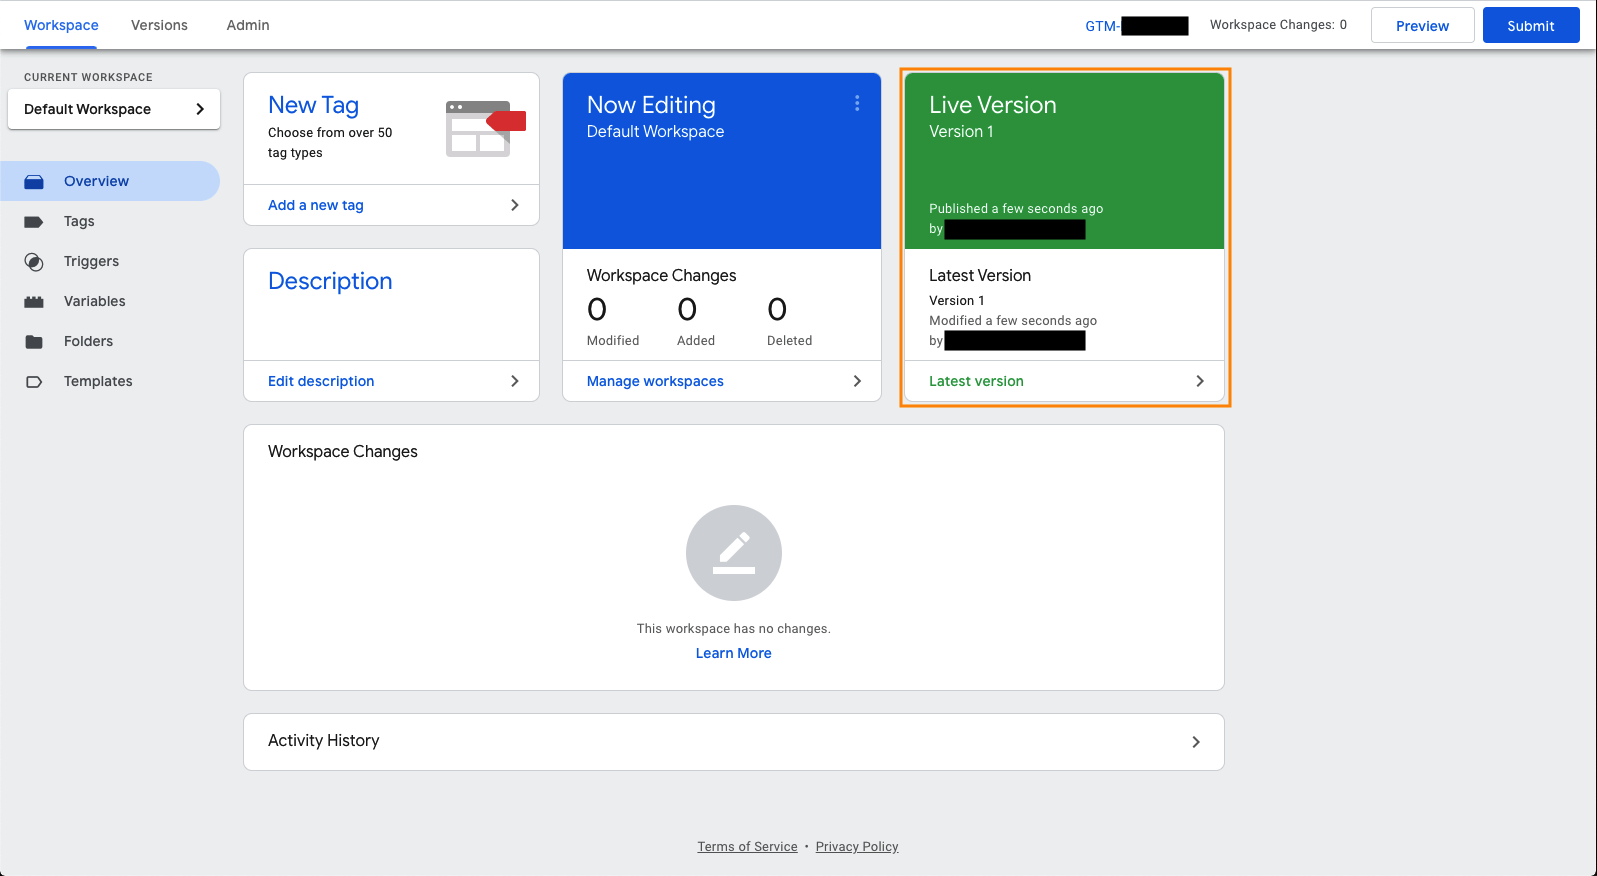 Workspace Versions Admin GTM- Workspace Changes: 0 Preview Submit
CURRENT WORKSPACE
Default Workspace
Overview
Tags
Triggers
Variables
Folders
Templates
New Tag
Choose from over 50
tag types
Add a new tag
Description
Edit description
Now Editing
Default Workspace
Workspace Changes
0 0 0
Modified Added Deleted
Manage workspaces
Live Version
Version 1
Published a few seconds ago
by
Latest Version
Version 1
Modified a few seconds ago
by
Latest version
Workspace Changes
This workspace has no changes.
Learn More
Activity History
Terms of Service • Privacy Policy